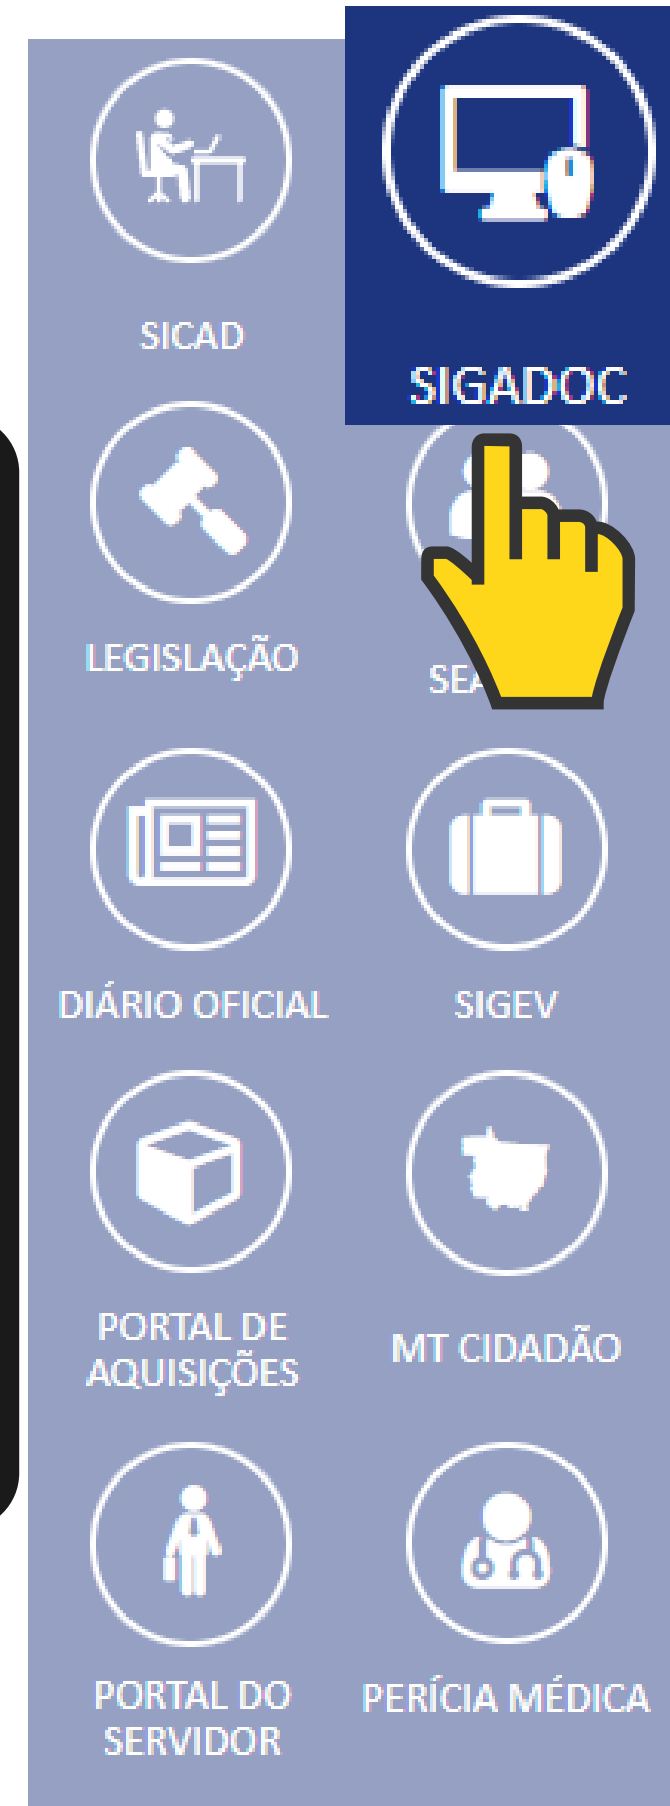 SICAD
SIGADOC
LEGISLAÇÃO
DIÁRIO OFICIAL
SIGEV
PORTAL DE
AQUISIÇÕES
MT CIDADÃO
PORTAL DO
SERVIDOR
PERÍCIA MÉDICA